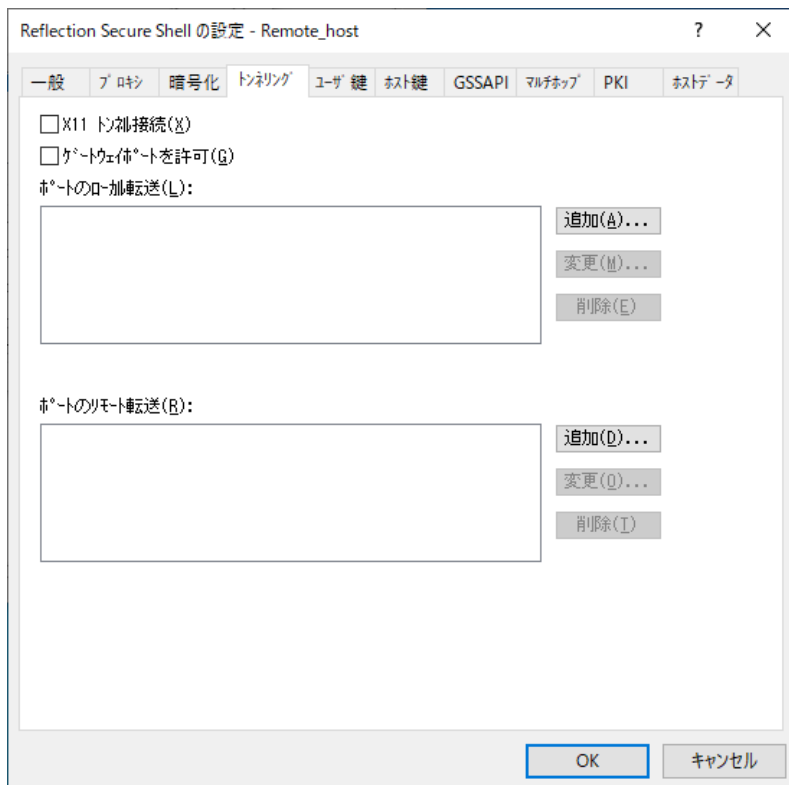 Reflection Secure Shell の設定 - Remote_host
一般 プロキシ 暗号化 トンネリング ユーザ鍵 ホスト鍵 GSSAPI マルチホップ PKI ホストデータ
X11 トンネル接続(X)
ゲートウェイポートを許可(G)
ポートのローカル転送(L):
追加(A)...
変更(M)...
削除(E)
ポートのリモート転送(R):
追加(D)...
変更(O)...
削除(T)
OK キャンセル